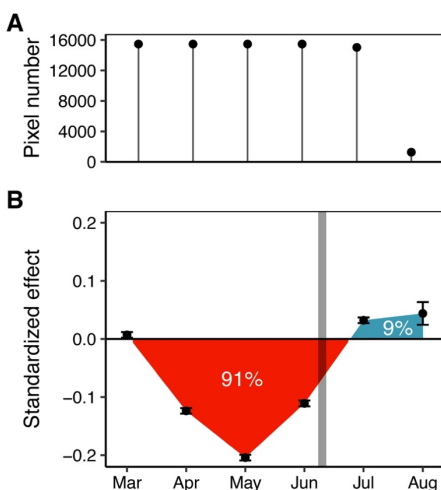 A
Pixel number
16000
12000
8000
4000
0
B
Standardized effect
0.2
0.1
0.0
−0.1
−0.2
91%
9%
Mar Apr May Jun Jul Aug